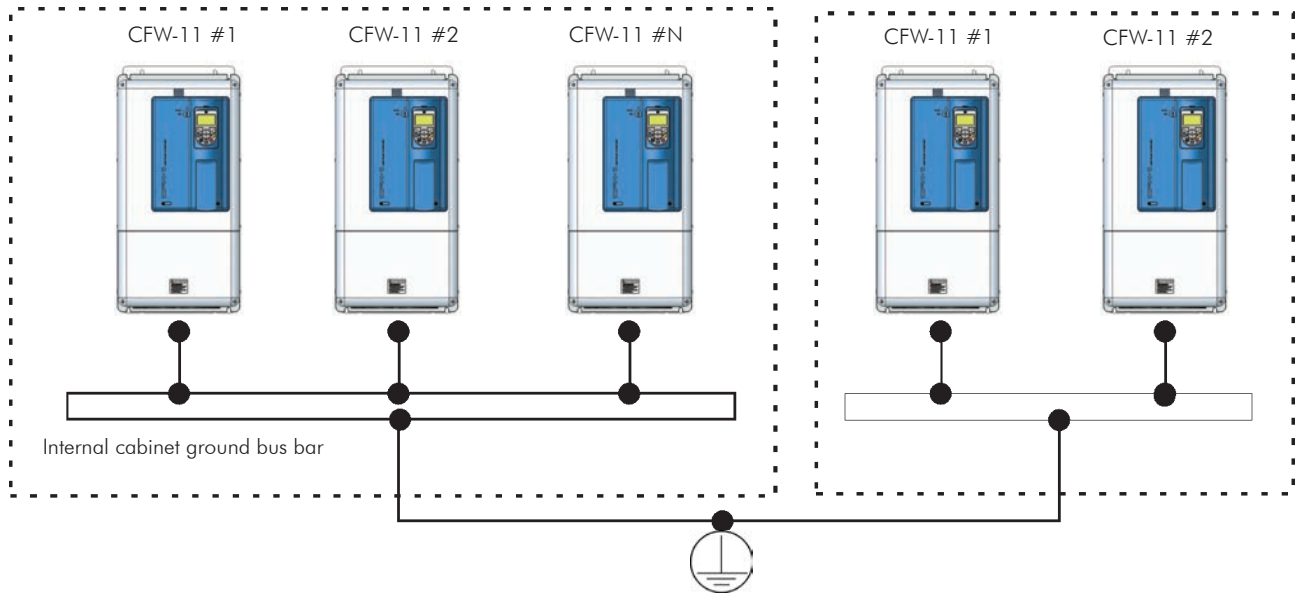 CFW-11 #1
CFW-11 #2
CFW-11 #N
CFW-11 #1
CFW-11 #2
Internal cabinet ground bus bar